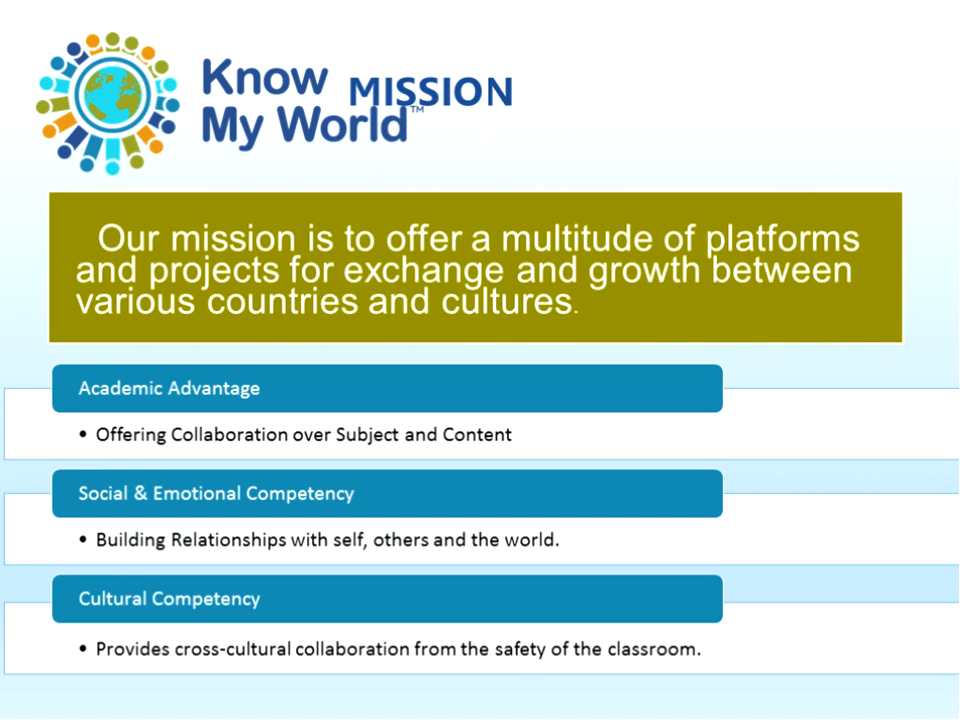 Know
My World™
MISSION
Our mission is to offer a multitude of platforms
and projects for exchange and growth between
various countries and cultures.
Academic Advantage
• Offering Collaboration over Subject and Content
Social & Emotional Competency
• Building Relationships with self, others and the world.
Cultural Competency
• Provides cross-cultural collaboration from the safety of the classroom.